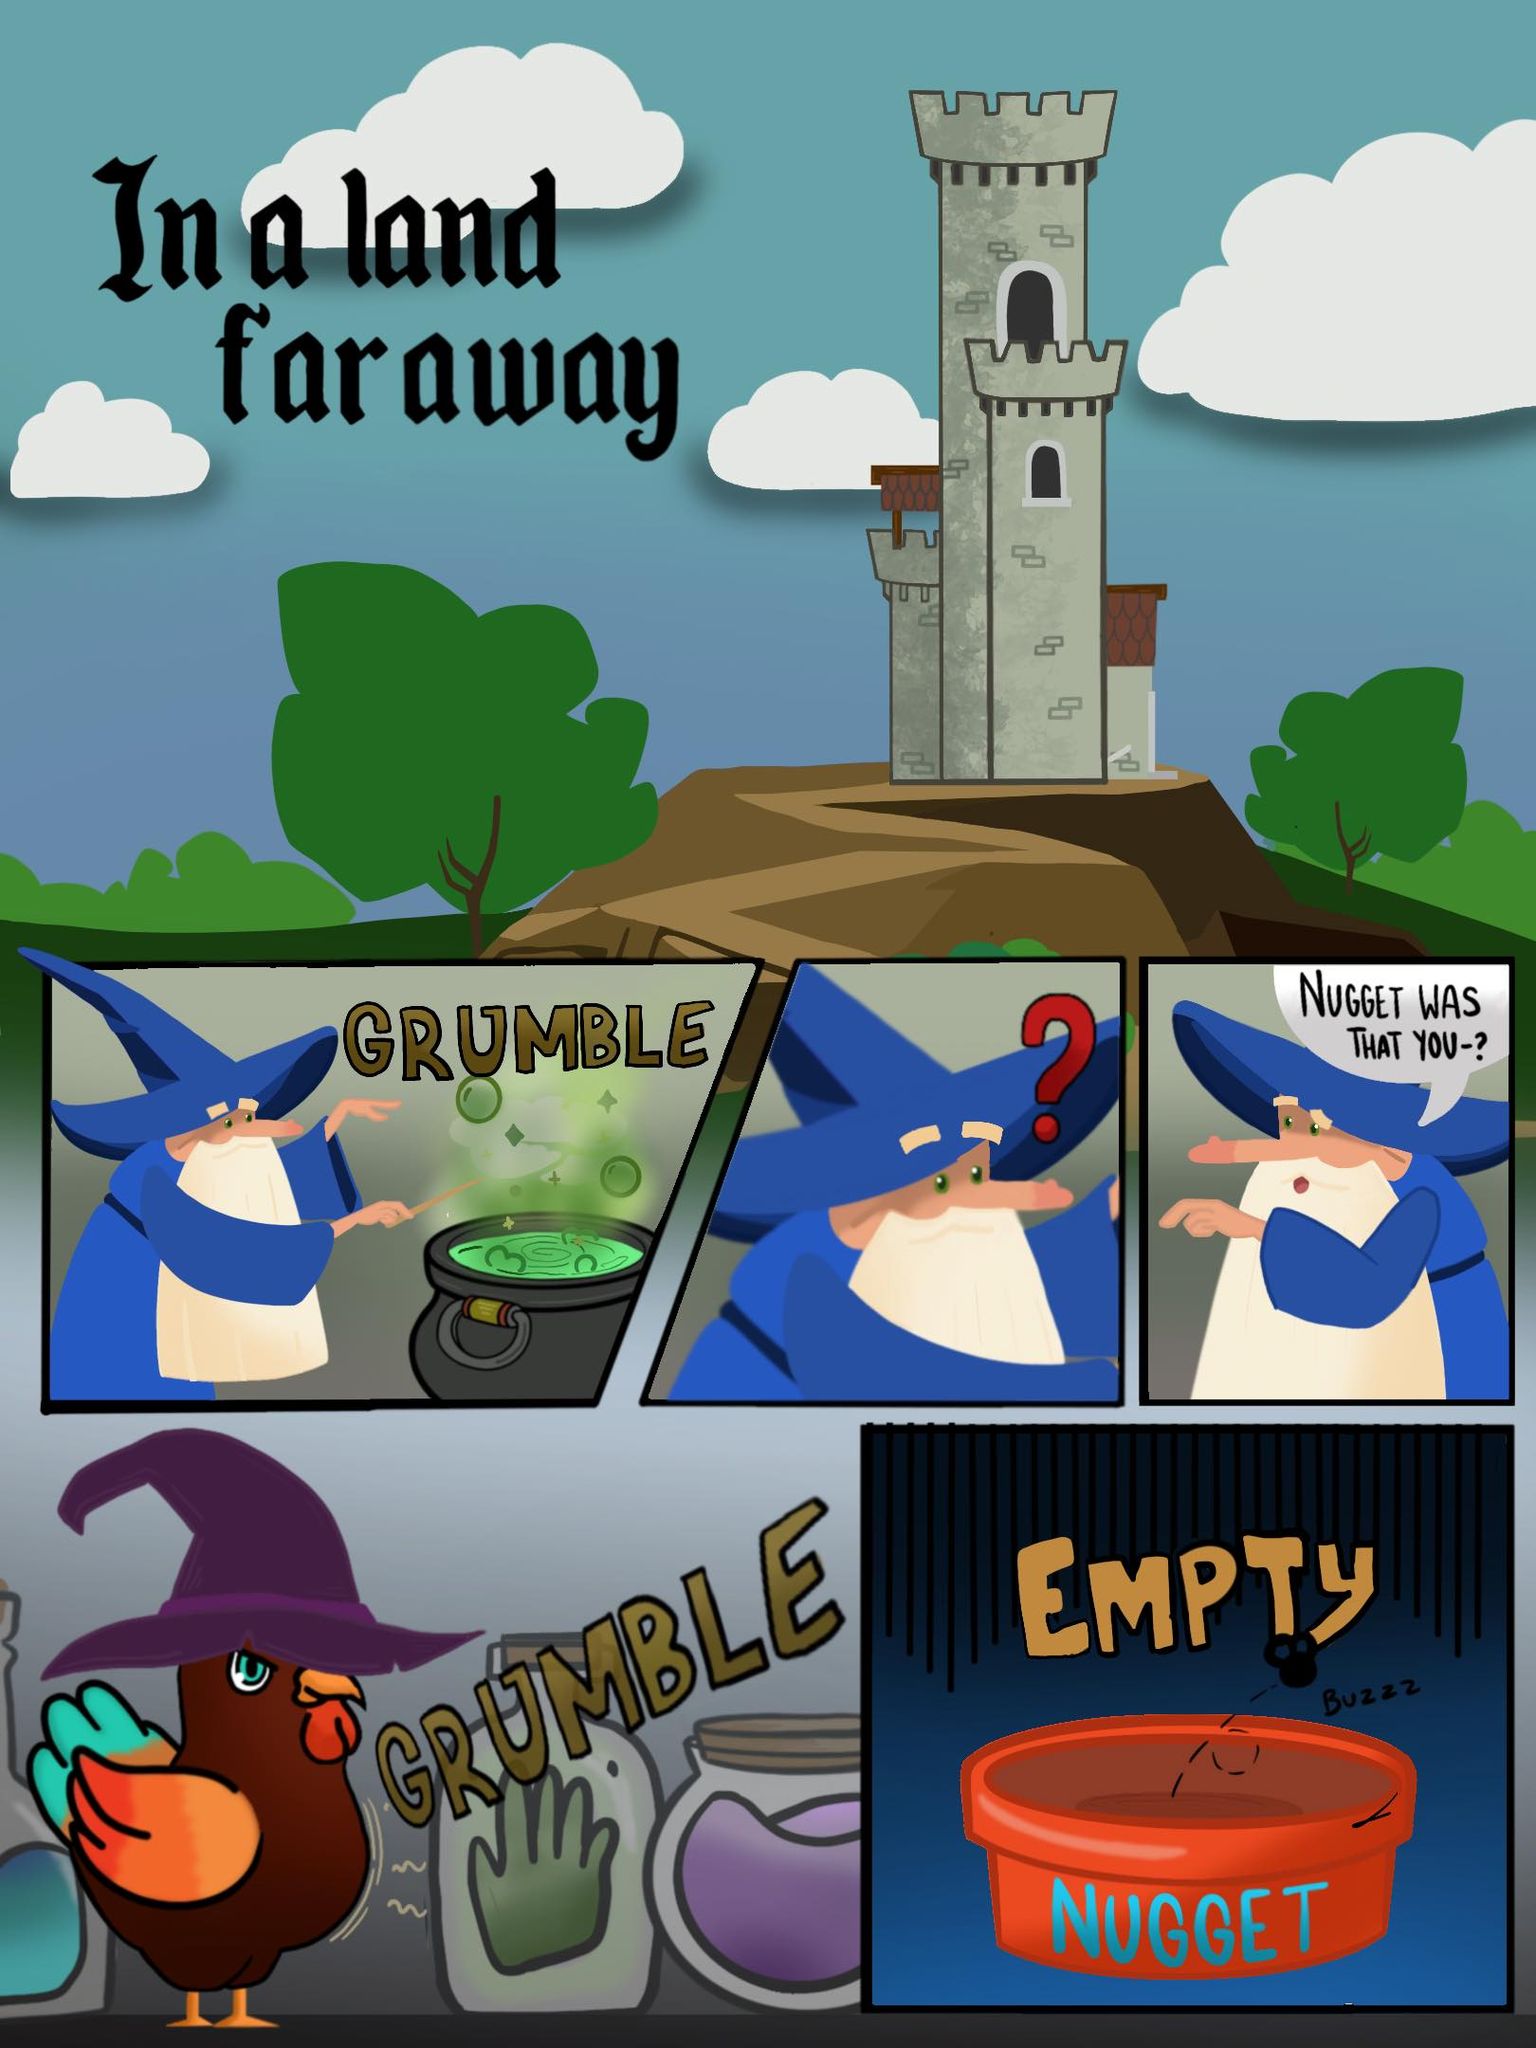 In a land
far away
GRUMBLE
?
NUGGET WAS
THAT YOU-?
GRUMBLE
EMPTY
BUZZZ
NUGGET